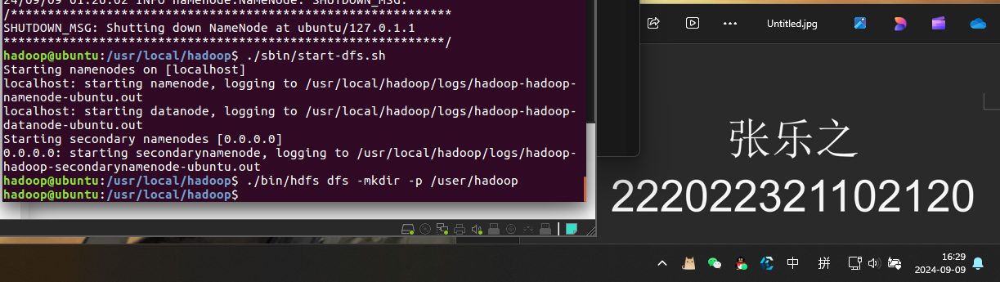 24/09/09 01:26:02 INFO namenode.NameNode: SHUTDOWN_MSG:
/************************************************************
SHUTDOWN_MSG: Shutting down NameNode at ubuntu/127.0.1.1
************************************************************/
hadoop@ubuntu:/usr/local/hadoop$ ./sbin/start-dfs.sh
Starting namenodes on [localhost]
localhost: starting namenode, logging to /usr/local/hadoop/logs/hadoop-hadoop-
namenode-ubuntu.out
localhost: starting datanode, logging to /usr/local/hadoop/logs/hadoop-hadoop-
datanode-ubuntu.out
Starting secondary namenodes [0.0.0.0]
0.0.0.0: starting secondarynamenode, logging to /usr/local/hadoop/logs/hadoop-
hadoop-secondarynamenode-ubuntu.out
hadoop@ubuntu:/usr/local/hadoop$ ./bin/hdfs dfs -mkdir -p /user/hadoop
hadoop@ubuntu:/usr/local/hadoop$
Untitled.jpg
张乐之
222022321102120
中 拼
16:29
2024-09-09